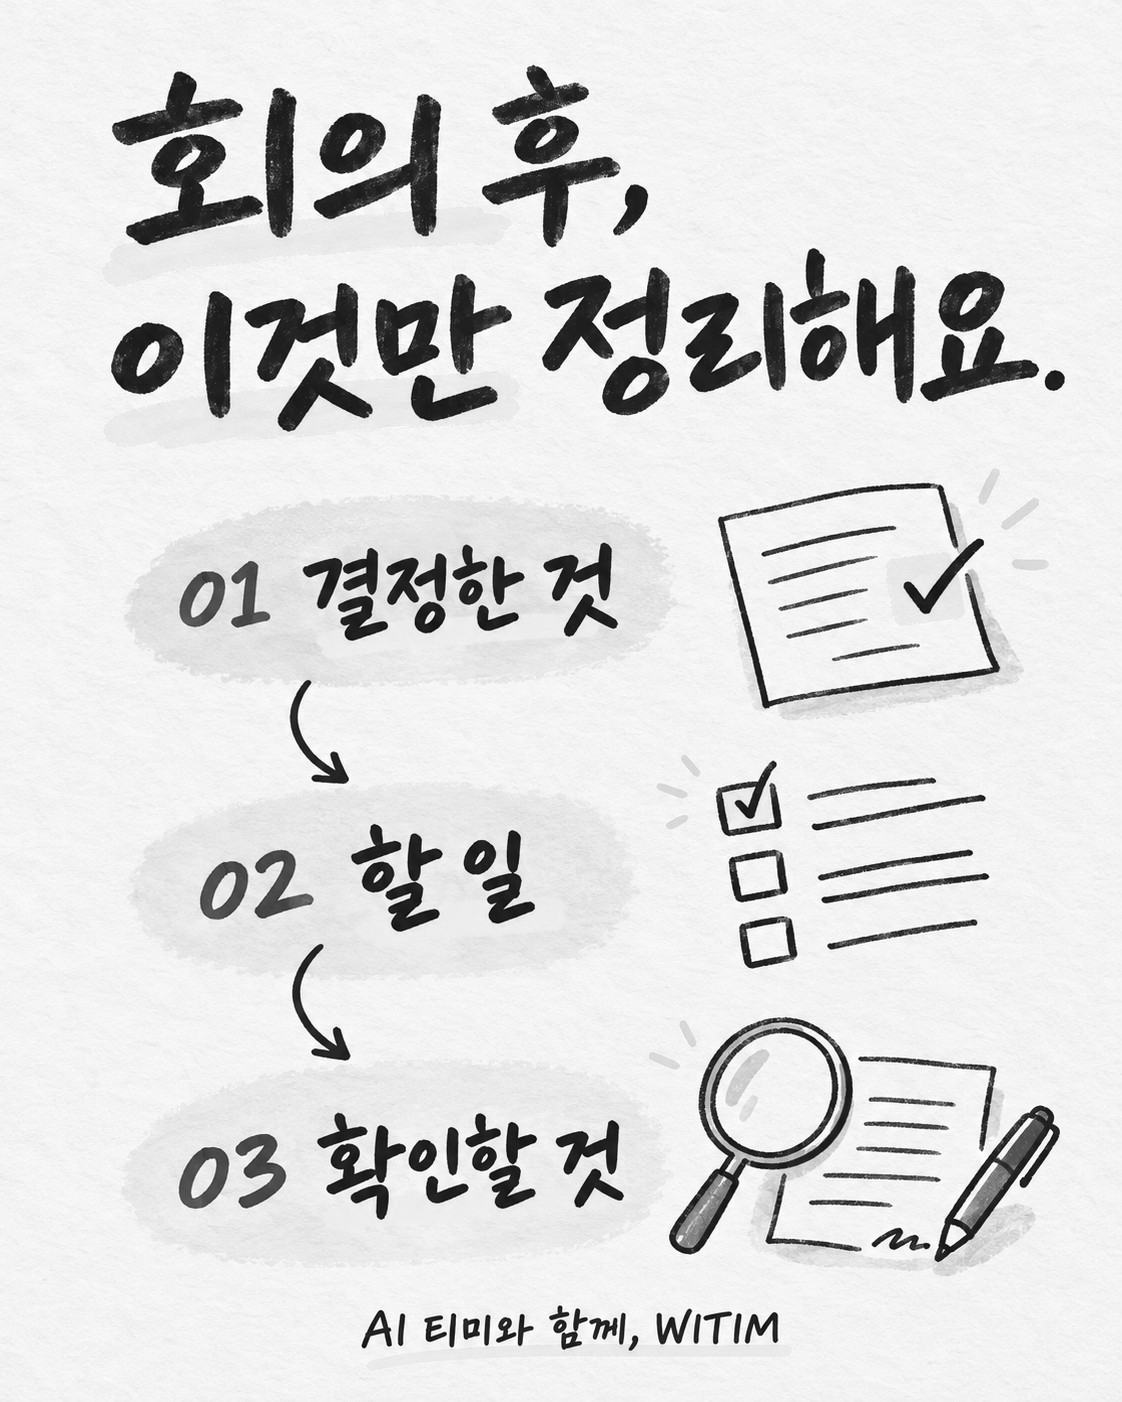 회의 후,
이것만 정리해요.
01 결정한 것
02 할 일
03 확인할 것
AI 티미와 함께, WITIM